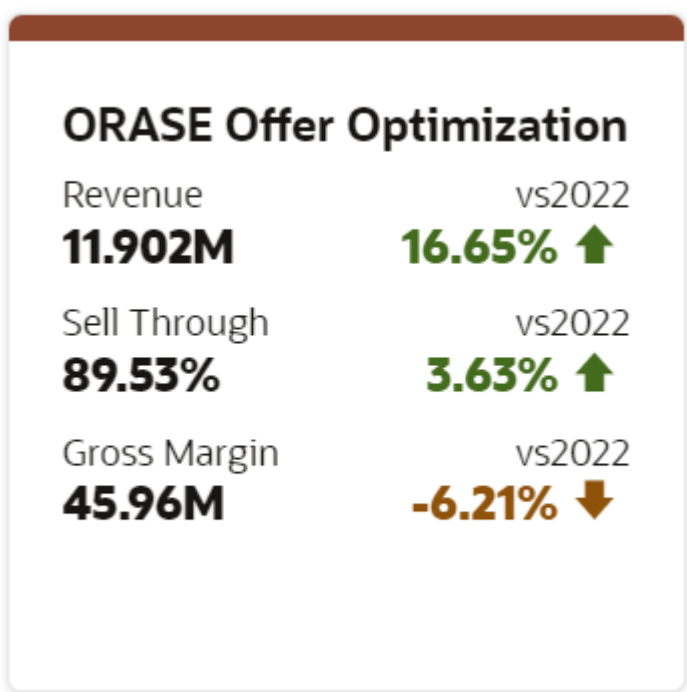 ORASE Offer Optimization
Revenue vs2022
11.902M 16.65%
Sell Through vs2022
89.53% 3.63%
Gross Margin vs2022
45.96M -6.21%